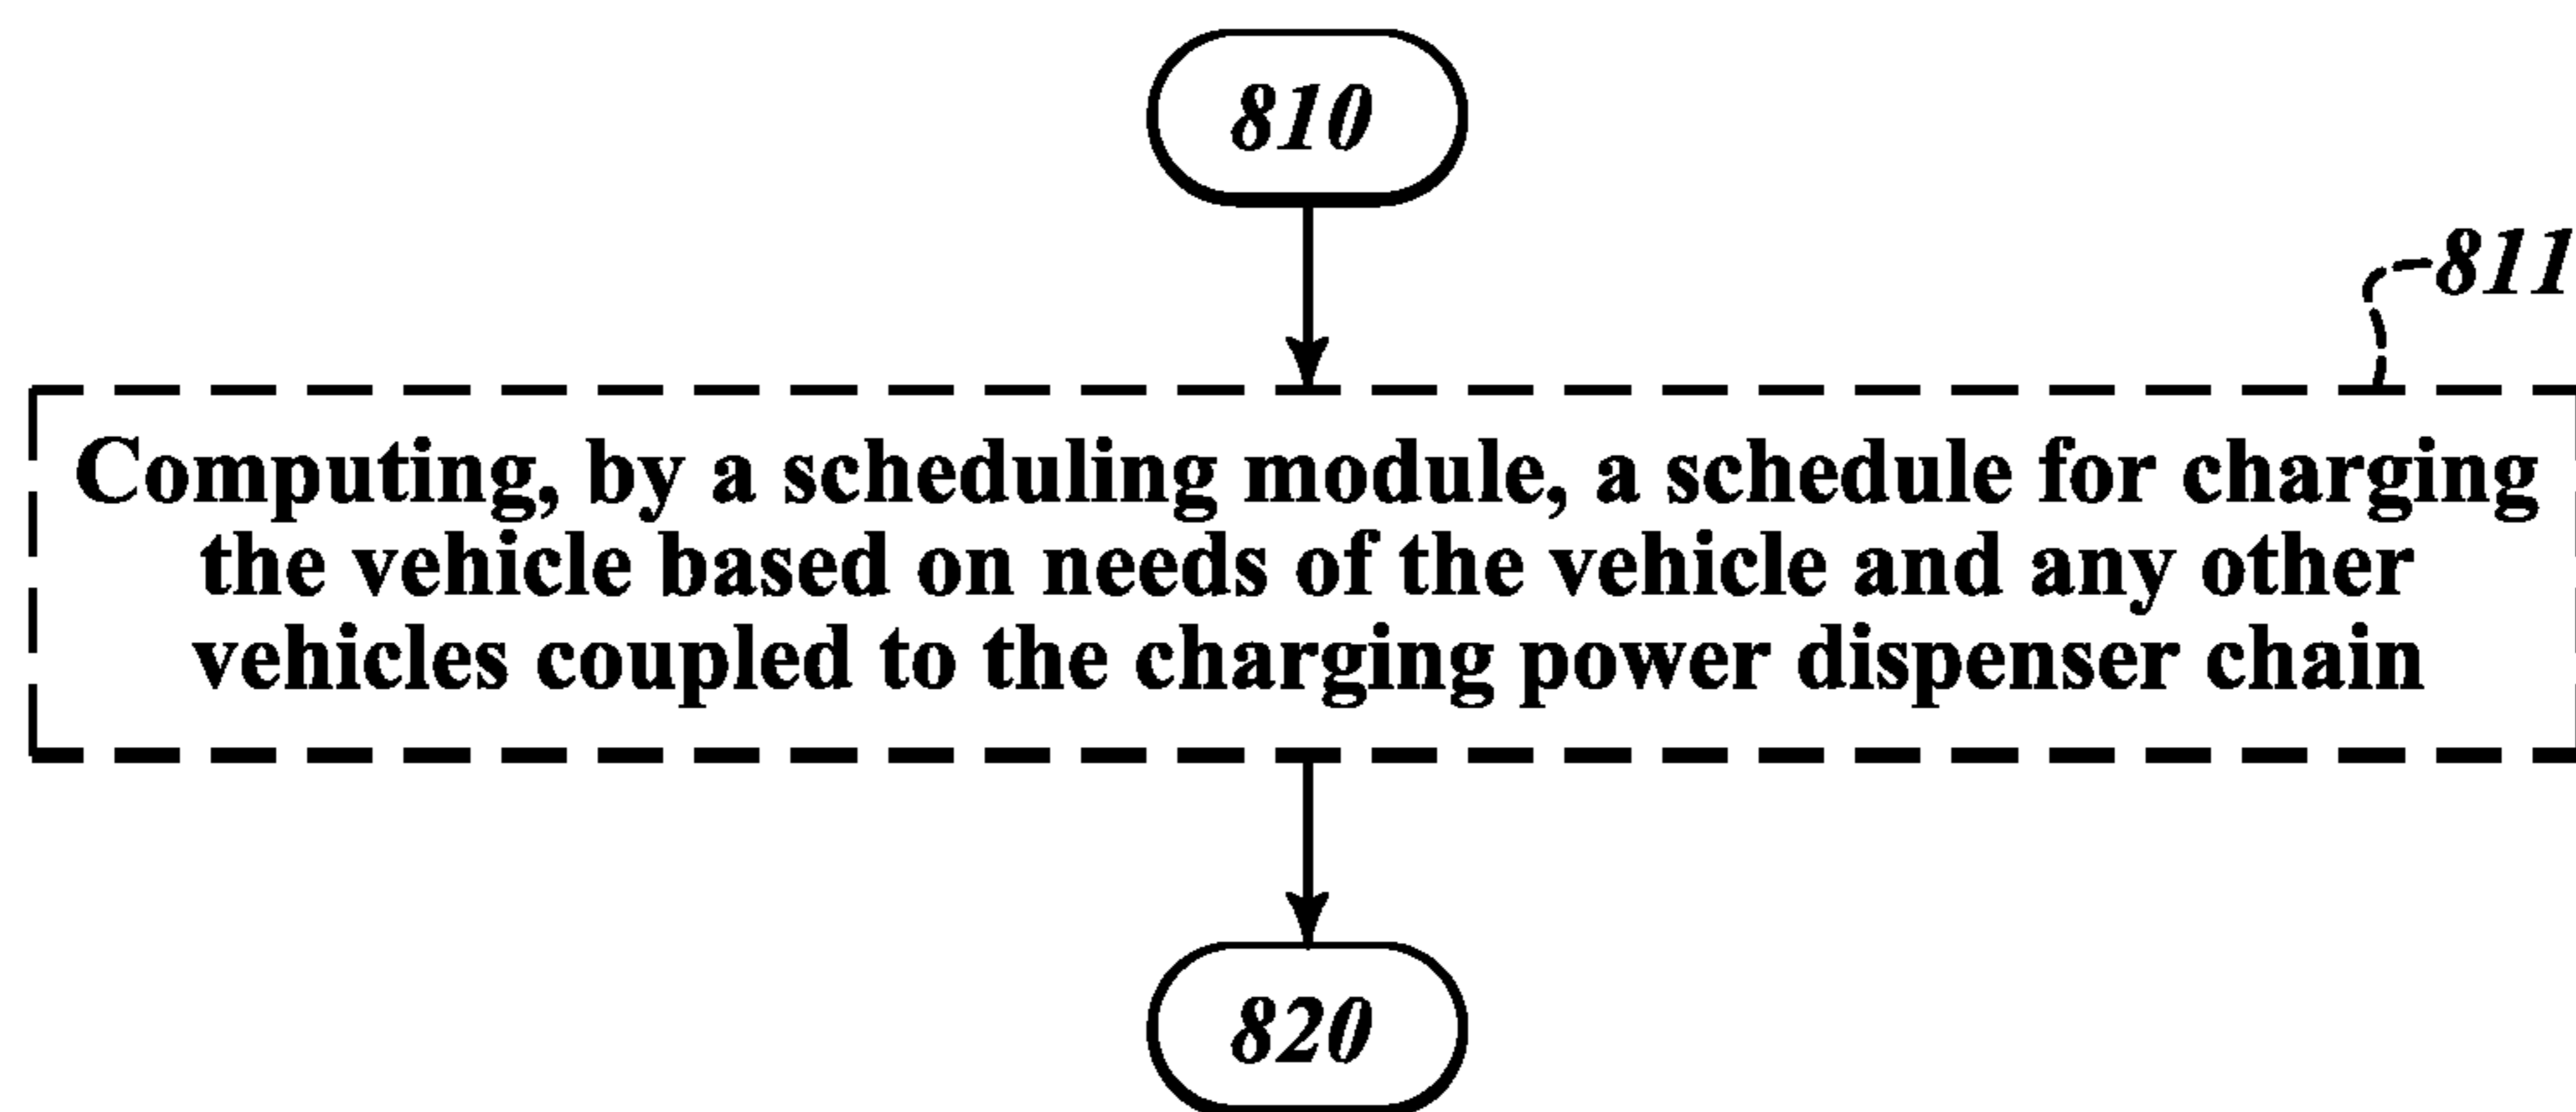 810
811
Computing, by a scheduling module, a schedule for charging
the vehicle based on needs of the vehicle and any other
vehicles coupled to the charging power dispenser chain
820